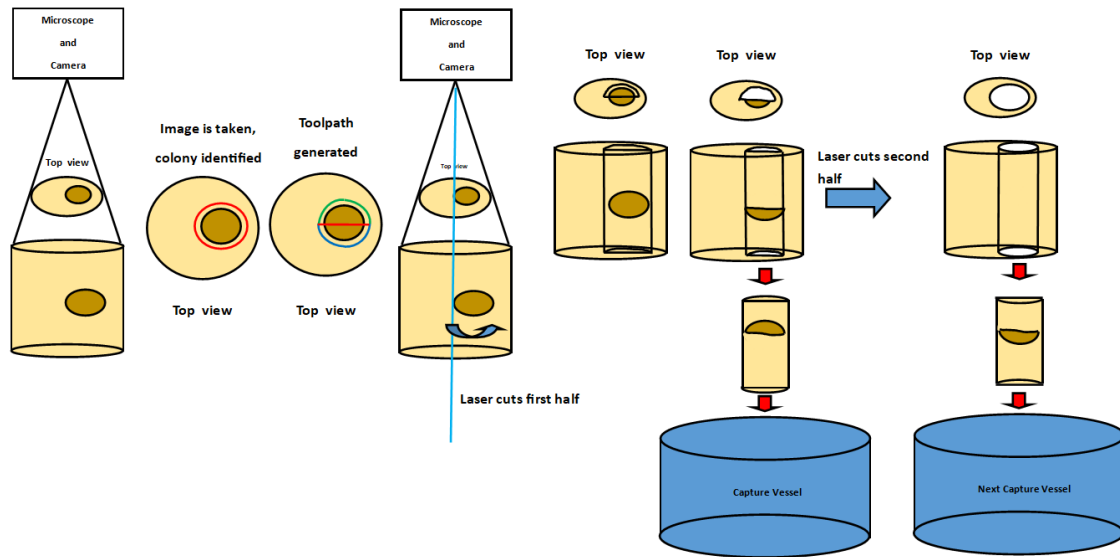 Microscope
and
Camera
Top view
Image is taken,
colony identified
Top view
Toolpath
generated
Top view
Microscope
and
Camera
Top view
Laser cuts first half
Top view
Top view
Laser cuts second
half
Top view
Capture Vessel
Next Capture Vessel